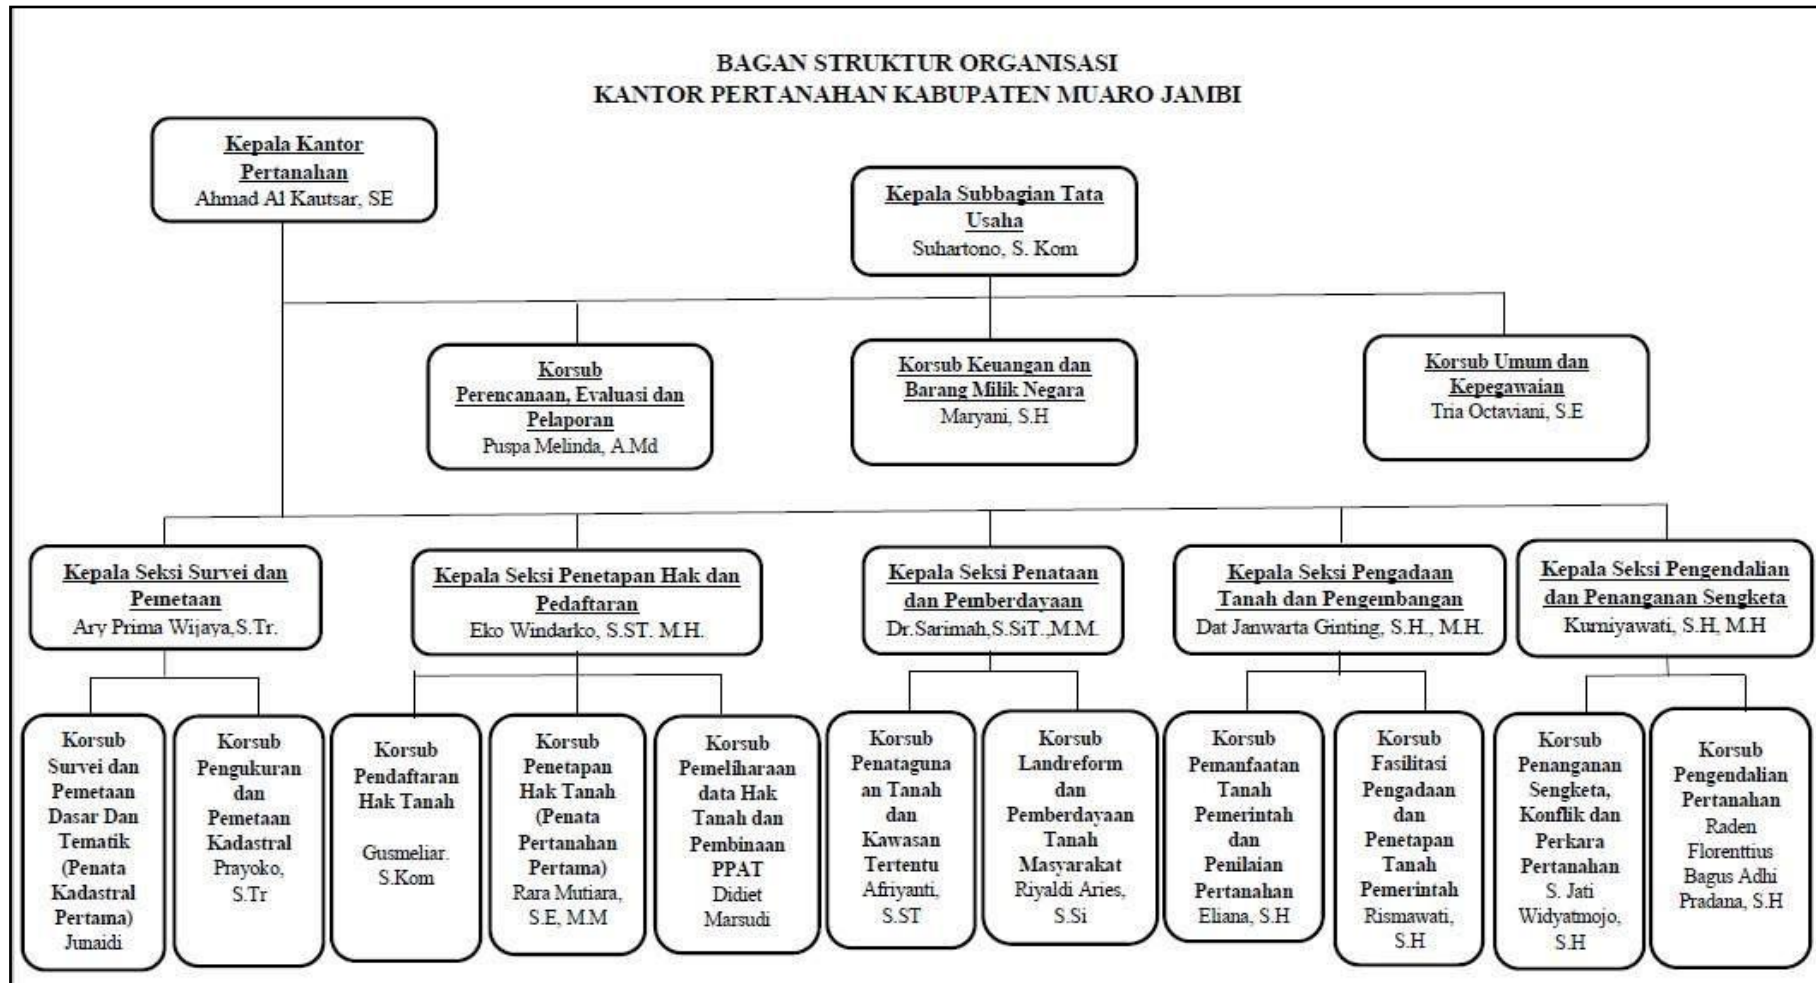 BAGAN STRUKTUR ORGANISASI
KANTOR PERTANAHAN KABUPATEN MUARO JAMBI
Kepala Kantor
Pertanahan
Ahmad Al Kautsar, SE
Kepala Subbagian Tata
Usaha
Suhartono, S. Kom
Korsub
Perencanaan, Evaluasi dan
Pelaporan
Puspa Melinda, A.Md
Korsub Keuangan dan
Barang Milik Negara
Maryani, S.H
Korsub Umum dan
Kepegawaian
Tria Octaviani, S.E
Kepala Seksi Survei dan
Pemetaan
Ary Prima Wijaya,S.Tr.
Kepala Seksi Penetapan Hak dan
Pedaftaran
Eko Windarko, S.ST. M.H.
Kepala Seksi Penataan
dan Pemberdayaan
Dr.Sarimah,S.SiT.,M.M.
Kepala Seksi Pengadaan
Tanah dan Pengembangan
Dat Janwarta Ginting, S.H., M.H.
Kepala Seksi Pengendalian
dan Penanganan Sengketa
Kurniyawati, S.H, M.H
Korsub
Survei dan
Pemetaan
Dasar Dan
Tematik
(Penata
Kadastral
Pertama)
Junaidi
Korsub
Pengukuran
dan
Pemetaan
Kadastral
Prayoko,
S.Tr
Korsub
Pendaftaran
Hak Tanah
Gusmeliar.
S.Kom
Korsub
Penetapan
Hak Tanah
(Penata
Pertanahan
Pertama)
Rara Mutiara,
S.E, M.M
Korsub
Pemeliharaan
data Hak
Tanah dan
Pembinaan
PPAT
Didiet
Marsudi
Korsub
Penataguna
an Tanah
dan
Kawasan
Tertentu
Afriyanti,
S.ST
Korsub
Landreform
dan
Pemberdayaan
Tanah
Masyarakat
Riyaldi Aries,
S.Si
Korsub
Pemanfaatan
Tanah
Pemerintah
dan
Penilaian
Pertanahan
Eliana, S.H
Korsub
Fasilitasi
Pengadaan
dan
Penetapan
Tanah
Pemerintah
Rismawati,
S.H
Korsub
Penanganan
Sengketa,
Konflik dan
Perkara
Pertanahan
S. Jati
Widyatmojo,
S.H
Korsub
Pengendalian
Pertanahan
Raden
Florenttius
Bagus Adhi
Pradana, S.H